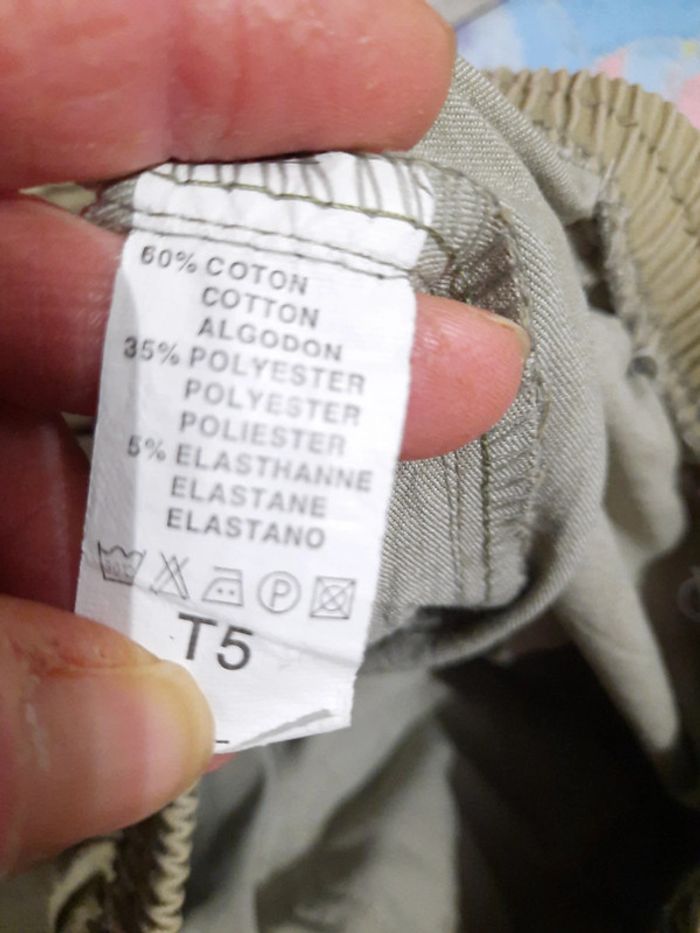 60% COTON
COTTON
ALGODON
35% POLYESTER
POLYESTER
POLIESTER
5% ELASTHANNE
ELASTANE
ELASTANO
P
T5